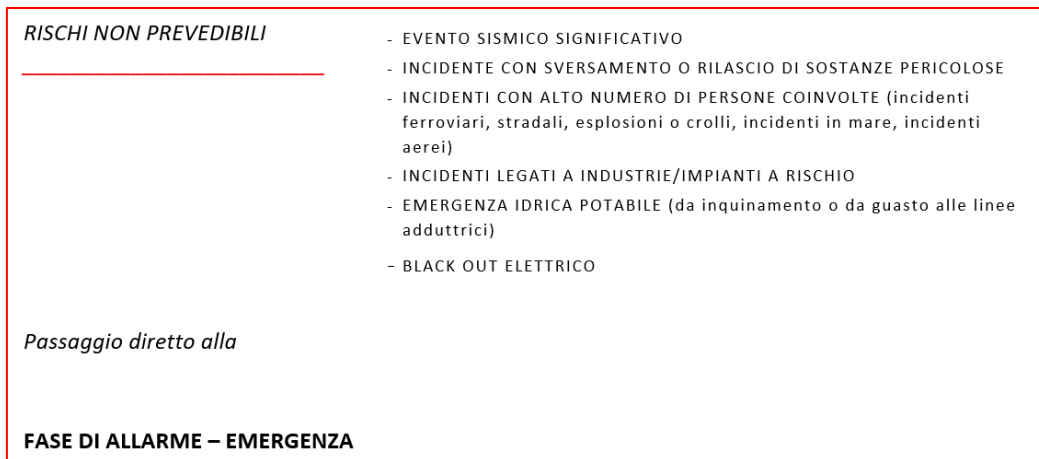 RISCHI NON PREVEDIBILI
_________________________
- EVENTO SISMICO SIGNIFICATIVO
- INCIDENTE CON SVERSAMENTO O RILASCIO DI SOSTANZE PERICOLOSE
- INCIDENTI CON ALTO NUMERO DI PERSONE COINVOLTE (incidenti
ferroviari, stradali, esplosioni o crolli, incidenti in mare, incidenti
aerei)
- INCIDENTI LEGATI A INDUSTRIE/IMPIANTI A RISCHIO
- EMERGENZA IDRICA POTABILE (da inquinamento o da guasto alle linee
adduttrici)
– BLACK OUT ELETTRICO
Passaggio diretto alla
FASE DI ALLARME – EMERGENZA